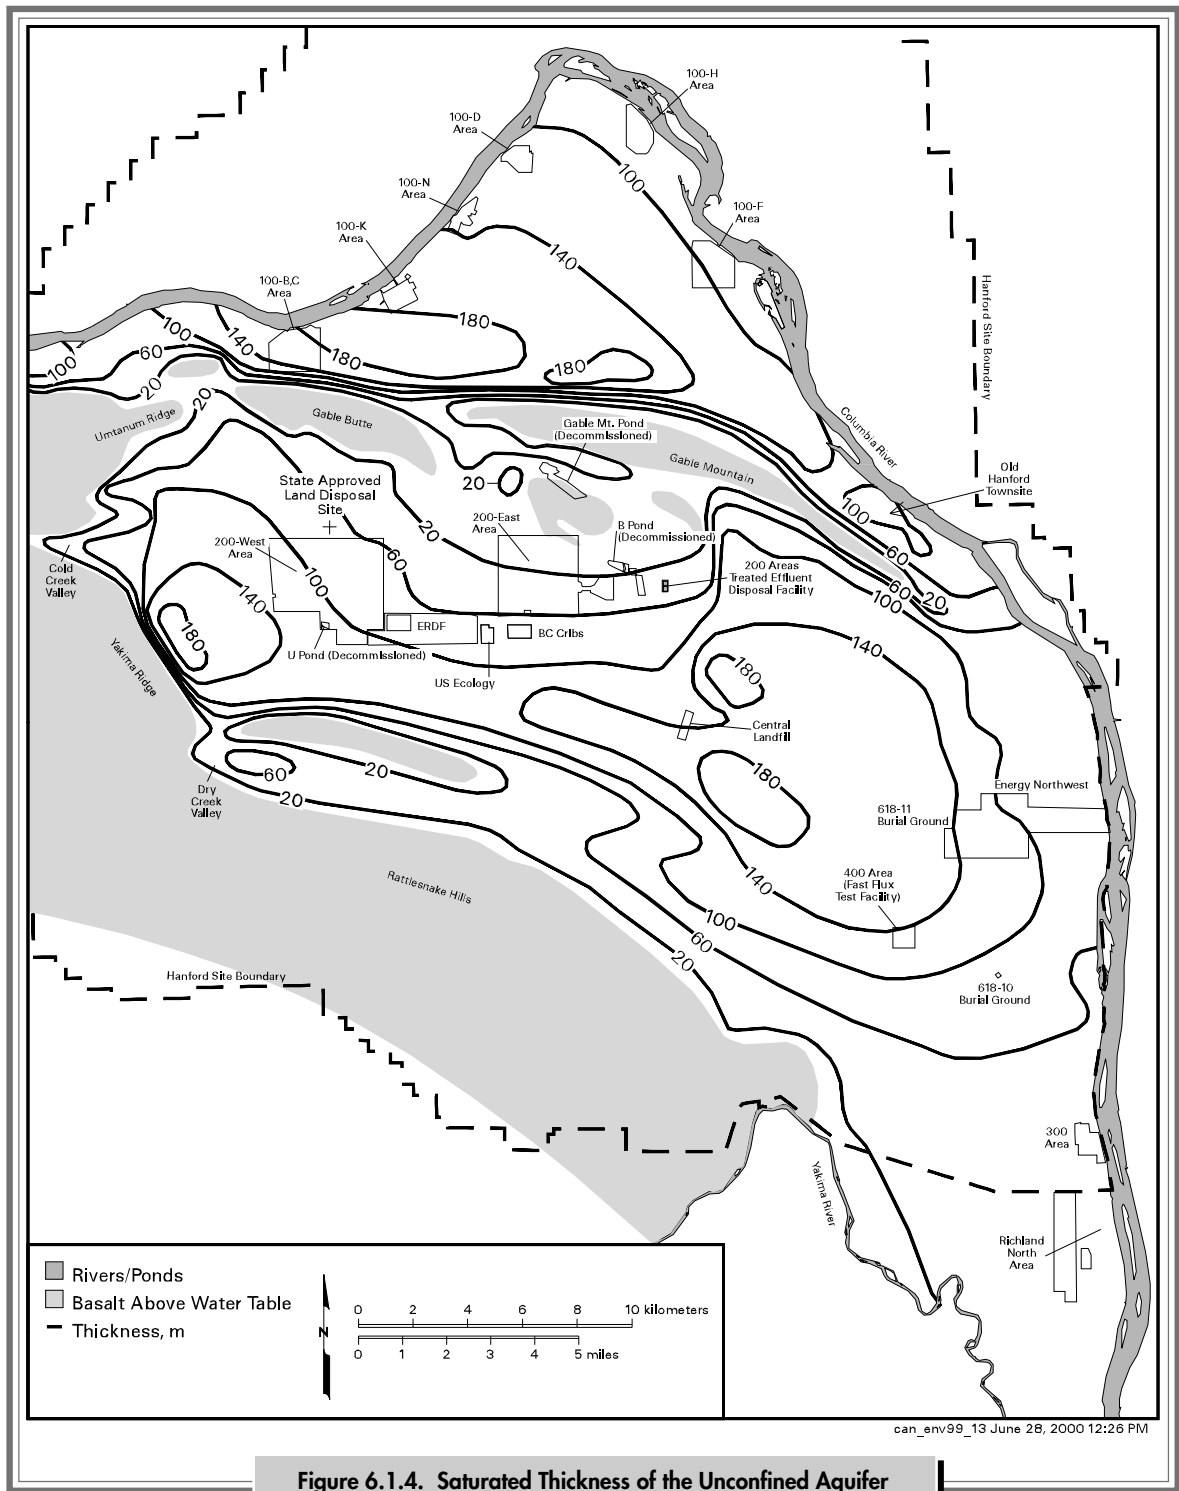 100-H
Area
100-D
Area
100
100-N
Area
100-F
Area
100-K
Area
140
100-B,C
Area
Hanford Site Boundary
180
100
140
180
60
180
100
20
20
Columbia River
Umtanum Ridge
Gable Butte
Gable Mt. Pond
(Decommissioned)
Gable Mountain
Old
Hanford
Townsite
State Approved
Land Disposal
Site
20
100
200-East
Area
20
B Pond
(Decommissioned)
200-West
Area
60
60
Cold
Creek
Valley
100
200 Areas
Treated Effluent
Disposal Facility
60
20
140
100
180
ERDF
BC Cribs
140
U Pond (Decommissioned)
Yakima Ridge
US Ecology
180
Central
Landfill
60
20
180
Dry
Creek
Valley
20
Energy Northwest
618-11
Burial Ground
Rattlesnake Hills
140
400 Area
(Fast Flux
Test Facility)
100
60
20
Hanford Site Boundary
618-10
Burial Ground
300
Area
Yakima River
Richland
North
Area
Rivers/Ponds
Basalt Above Water Table
Thickness, m
N
0 2 4 6 8 10 kilometers
0 1 2 3 4 5 miles
can_env99_13 June 28, 2000 12:26 PM
Figure 6.1.4. Saturated Thickness of the Unconfined Aquifer